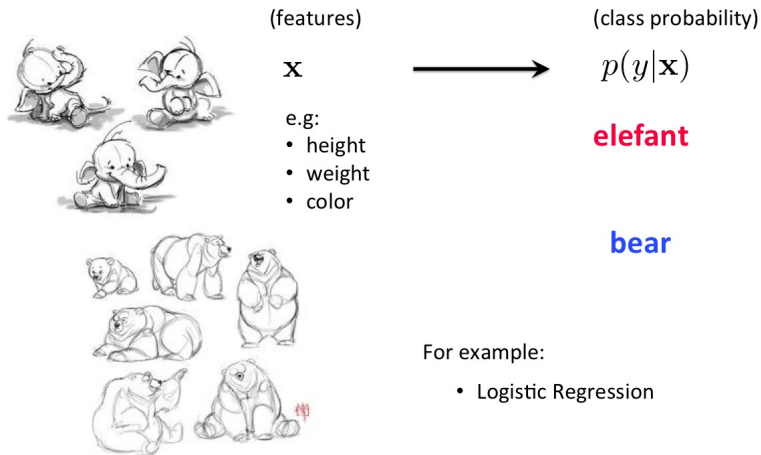 (features)
(class probability)
x
p(y|x)
e.g:
• height
• weight
• color
elefant
bear
For example:
• Logistic Regression